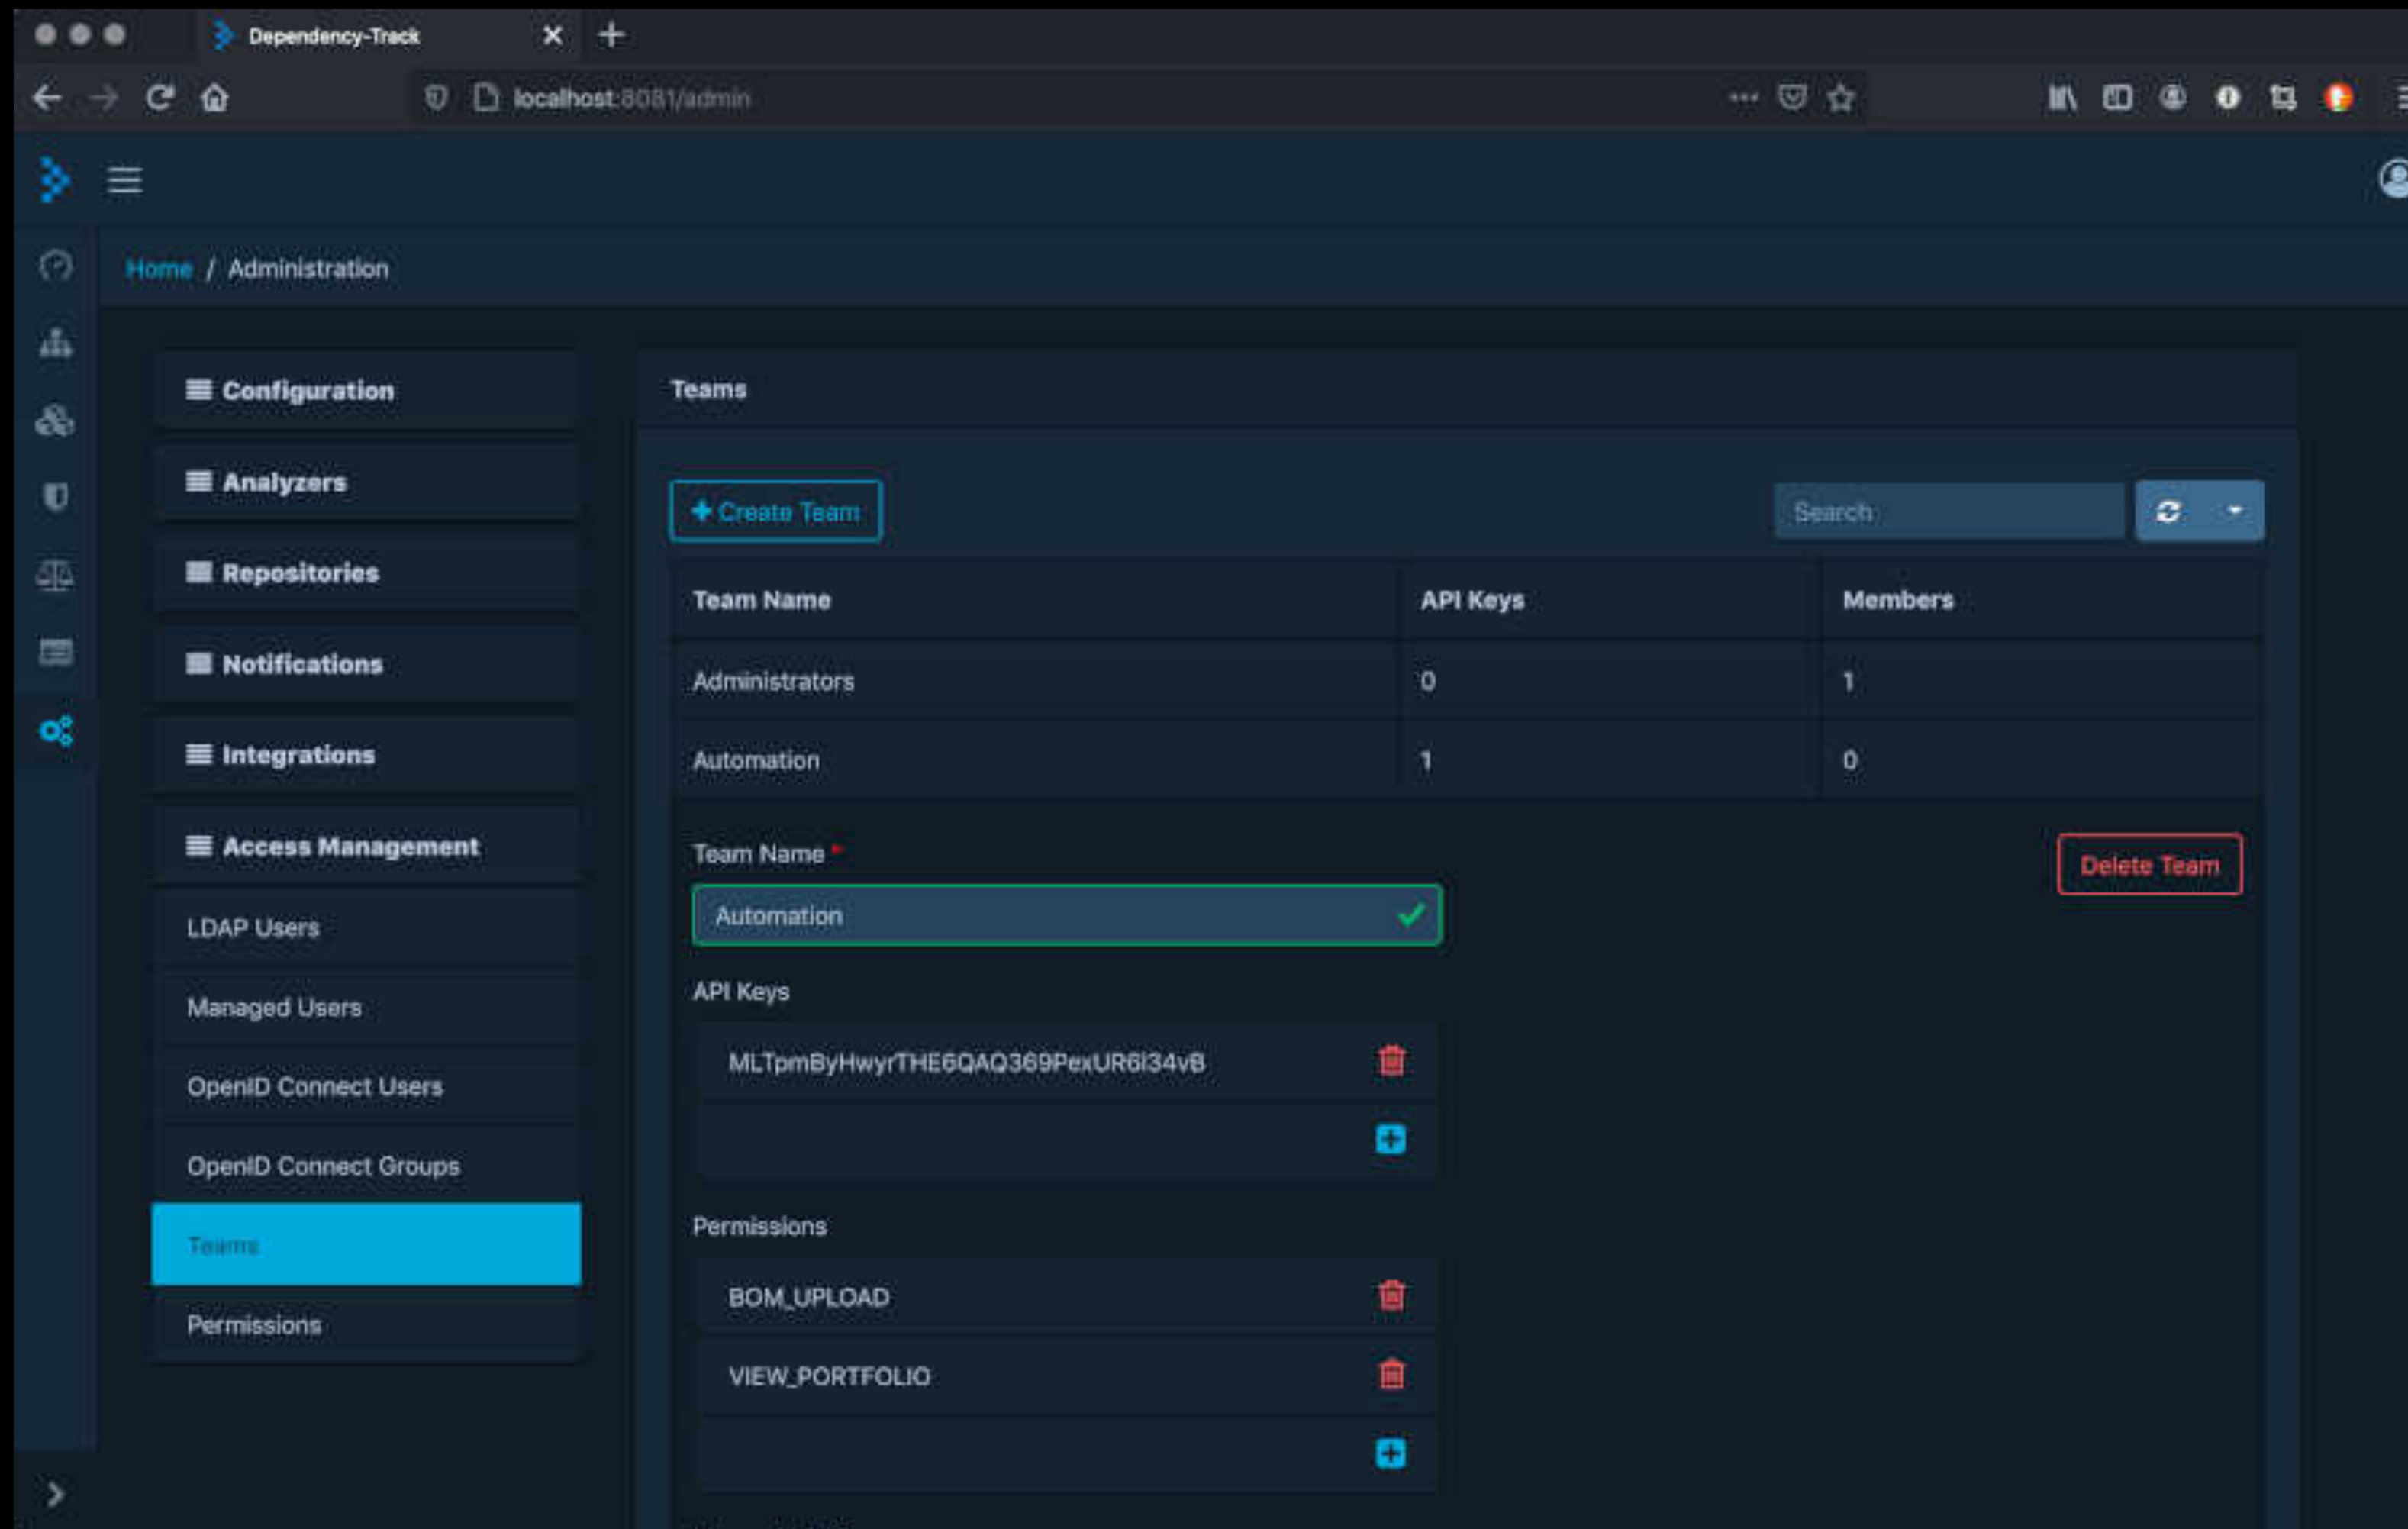 Dependency-Track
localhost:8081/admin
Home / Administration
Configuration
Analyzers
Repositories
Notifications
Integrations
Access Management
LDAP Users
Managed Users
OpenID Connect Users
OpenID Connect Groups
Teams
Permissions
Teams
Create Team
Search
Team Name API Keys Members
Administrators 0 1
Automation 1 0
Team Name *
Delete Team
Automation
API Keys
MLTpmByHwyrTHE6QAQ369PexUR6i34vB
Permissions
BOM_UPLOAD
VIEW_PORTFOLIO